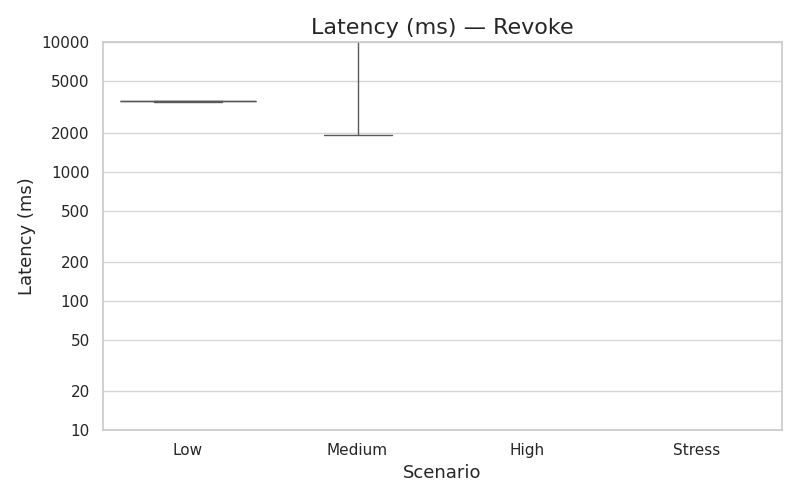 Latency (ms) — Revoke
10000
5000
2000
1000
500
200
100
50
20
10
Latency (ms)
Low
Medium
High
Stress
Scenario